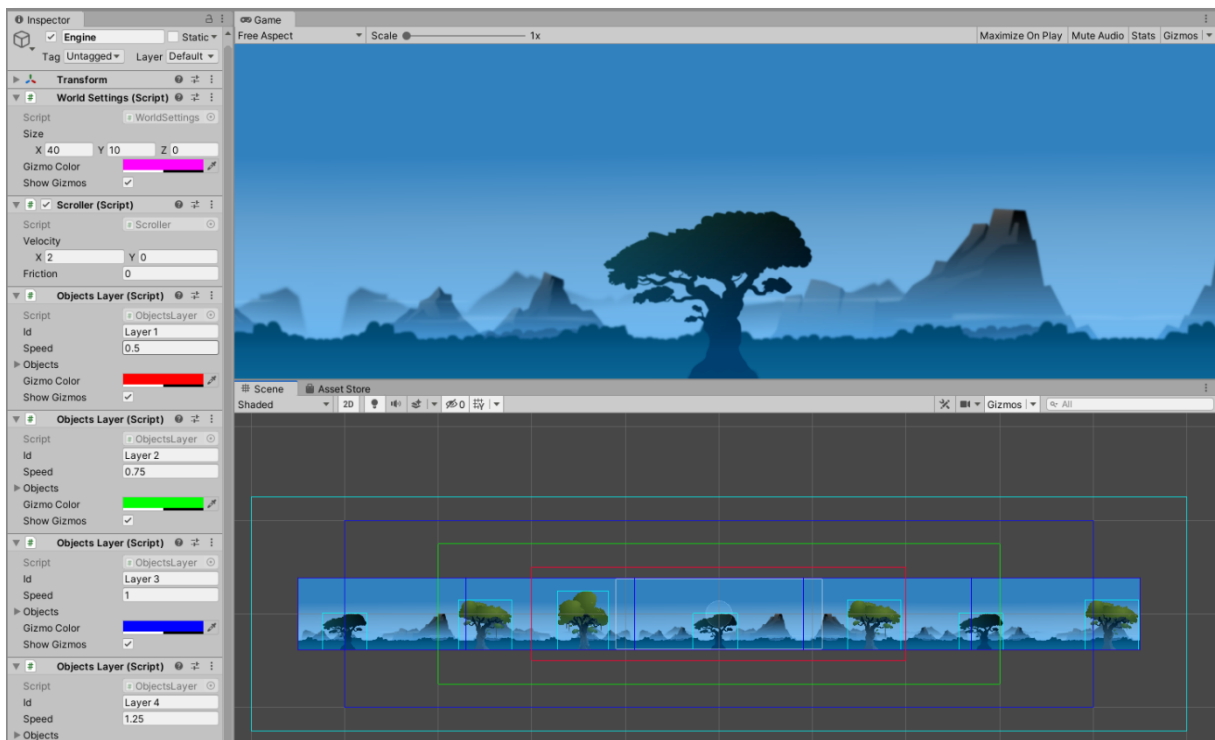 Inspector
Engine Static
Tag Untagged Layer Default
Transform
World Settings (Script)
Script WorldSettings
Size
X 40 Y 10 Z 0
Gizmo Color
Show Gizmos
Scroller (Script)
Script Scroller
Velocity
X 2 Y 0
Friction 0
Objects Layer (Script)
Script ObjectsLayer
Id Layer 1
Speed 0.5
Objects
Gizmo Color
Show Gizmos
Objects Layer (Script)
Script ObjectsLayer
Id Layer 2
Speed 0.75
Objects
Gizmo Color
Show Gizmos
Objects Layer (Script)
Script ObjectsLayer
Id Layer 3
Speed 1
Objects
Gizmo Color
Show Gizmos
Objects Layer (Script)
Script ObjectsLayer
Id Layer 4
Speed 1.25
Objects
Game
Free Aspect Scale 1x Maximize On Play Mute Audio Stats Gizmos
Scene Asset Store
Shaded 2D 0 Gizmos All